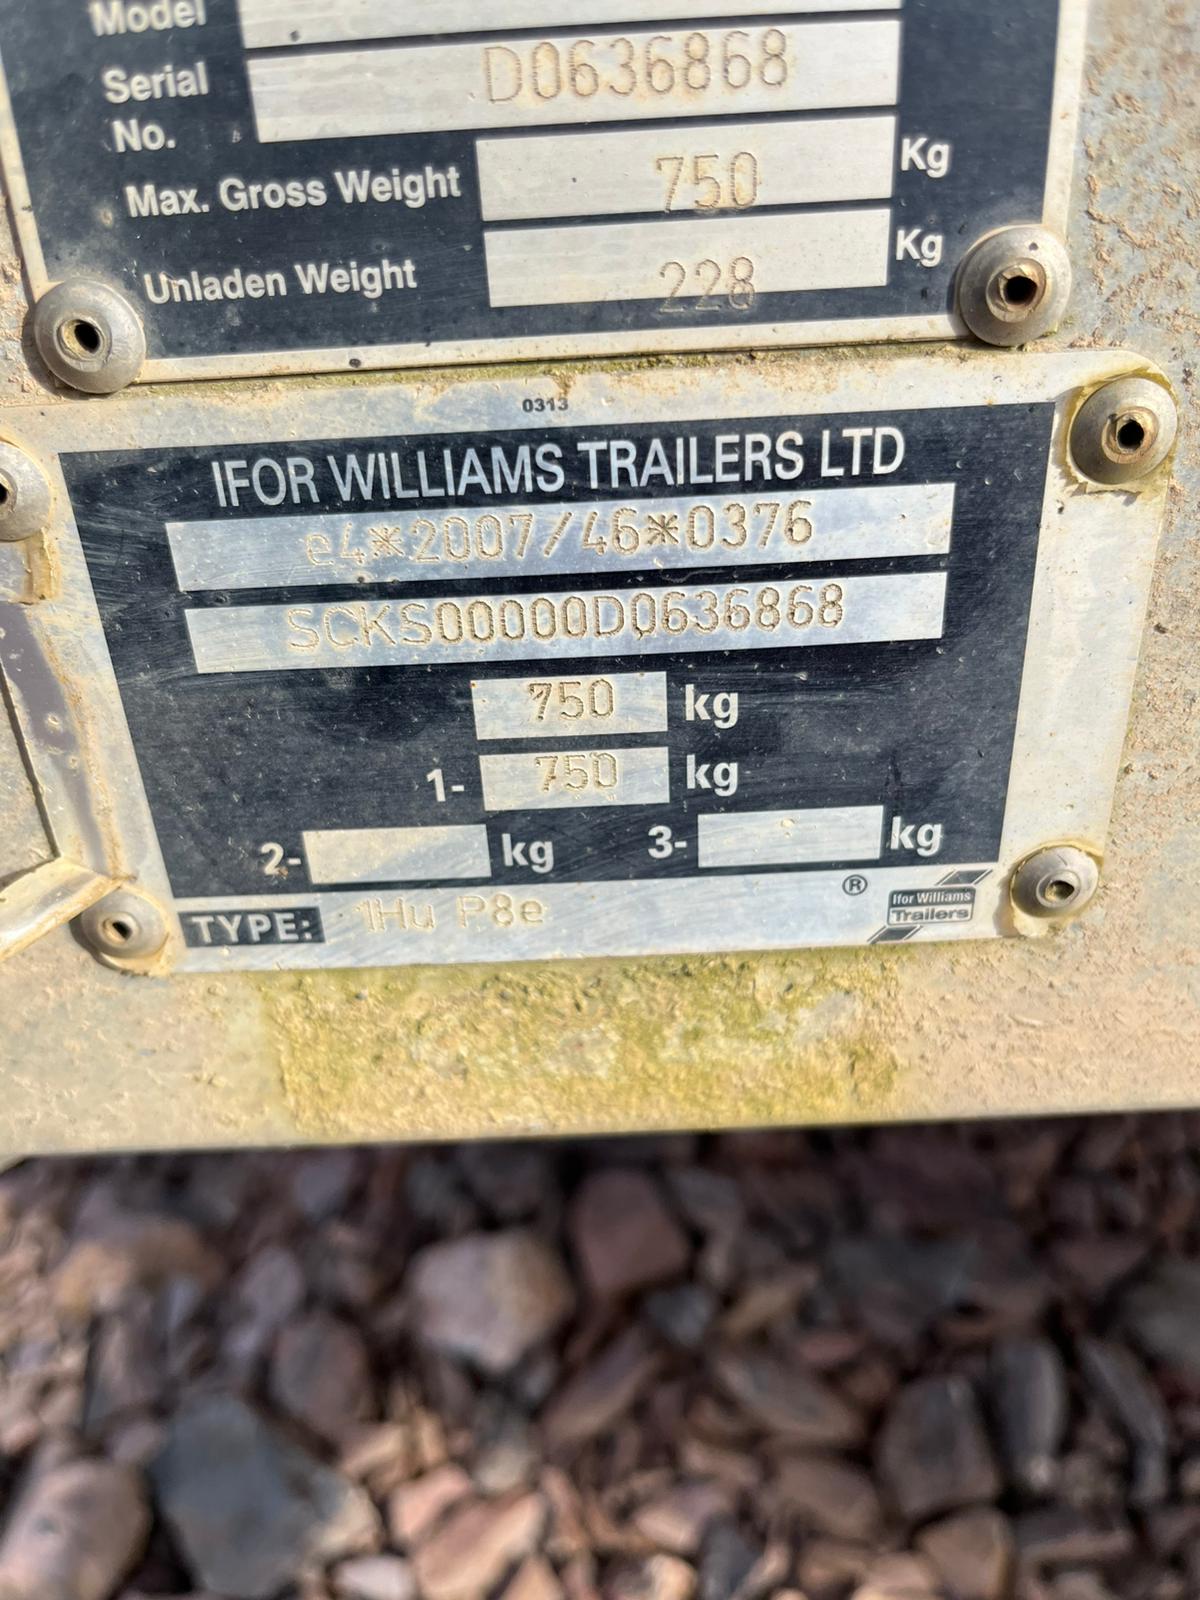 Model
Serial No. D0636868
Max. Gross Weight 750 Kg
Unladen Weight 228 Kg
0313
IFOR WILLIAMS TRAILERS LTD
e4*2007/46*0376
SCKS00000D0636868
750 kg
1- 750 kg
2- kg 3- kg
TYPE: 1Hu P8e ®
Ifor Williams
Trailers